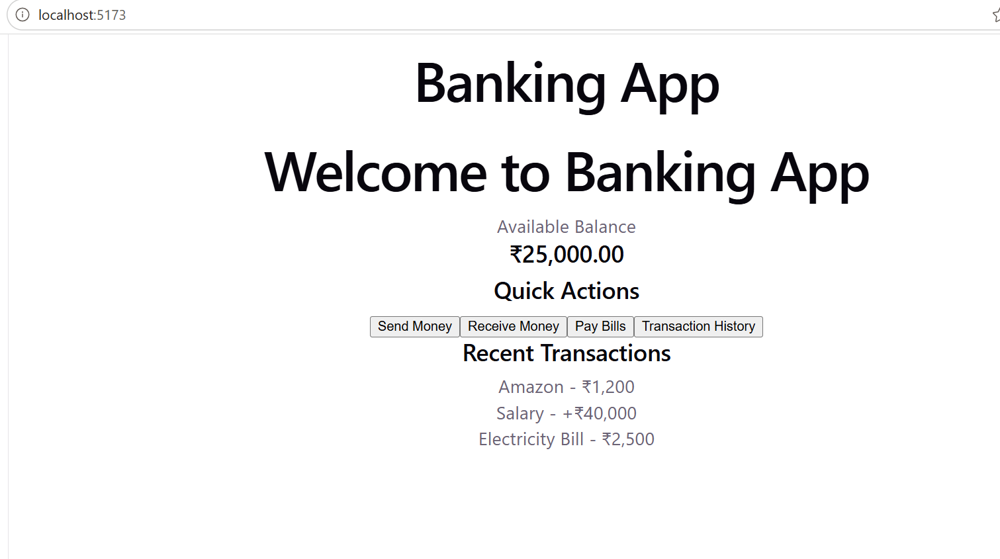 localhost:5173
Banking App
Welcome to Banking App
Available Balance
₹25,000.00
Quick Actions
Send Money Receive Money Pay Bills Transaction History
Recent Transactions
Amazon - ₹1,200
Salary - +₹40,000
Electricity Bill - ₹2,500